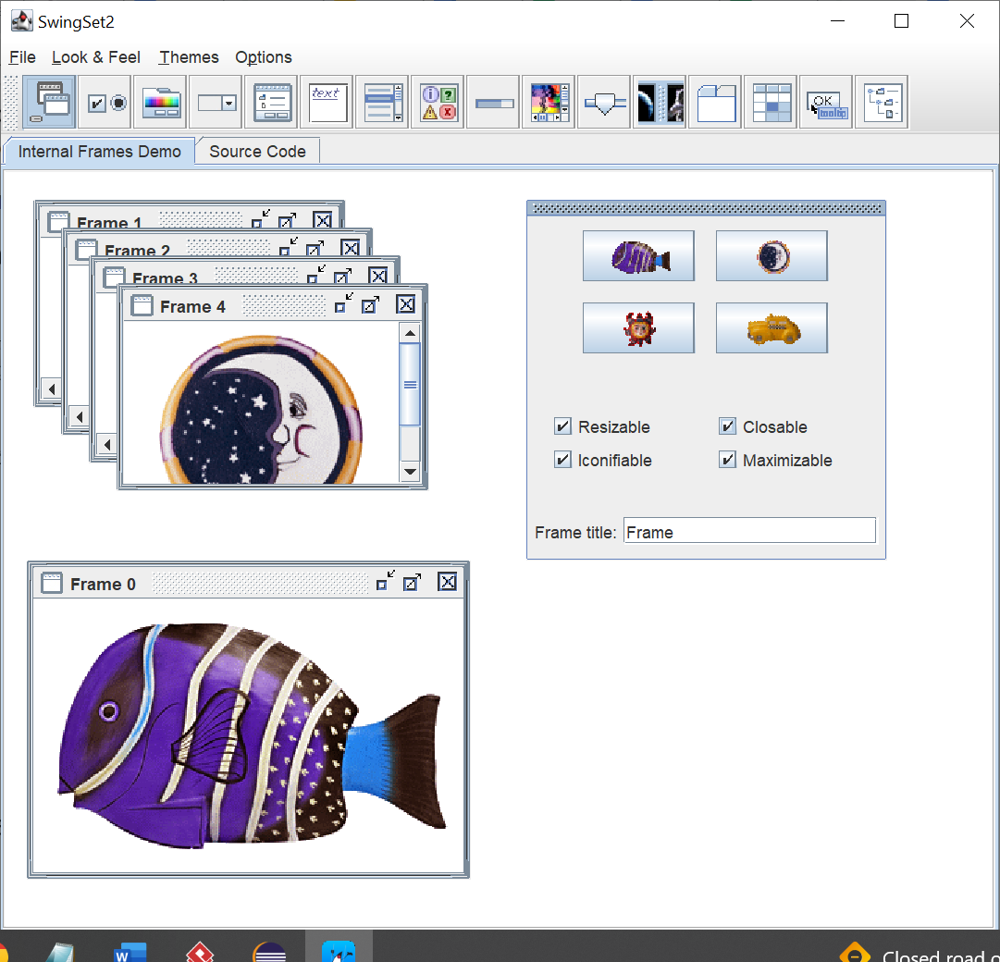 SwingSet2
File Look & Feel Themes Options
text
OK
tooltip
Internal Frames Demo Source Code
Frame 1
Frame 2
Frame 3
Frame 4
Resizable Closable
Iconifiable Maximizable
Frame title: Frame
Frame 0
W
Closed road